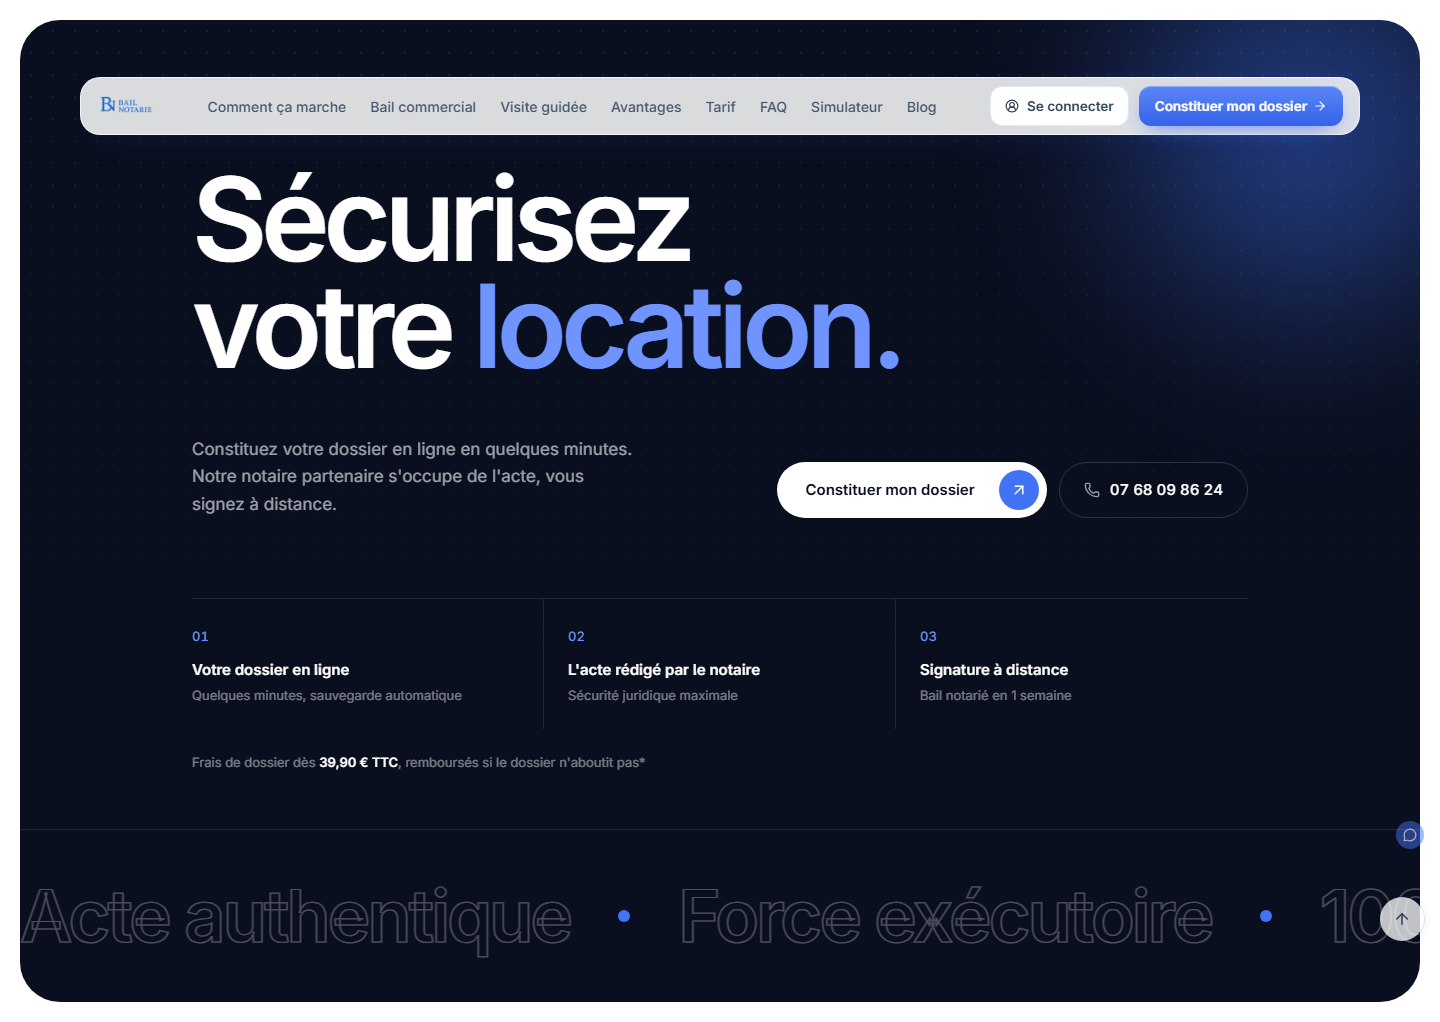 BN BAIL
NOTARIE
Comment ça marche
Bail commercial
Visite guidée
Avantages
Tarif
FAQ
Simulateur
Blog
Se connecter
Constituer mon dossier
Sécurisez
votre location.
Constituez votre dossier en ligne en quelques minutes.
Notre notaire partenaire s'occupe de l'acte, vous
signez à distance.
Constituer mon dossier
07 68 09 86 24
01
Votre dossier en ligne
Quelques minutes, sauvegarde automatique
02
L'acte rédigé par le notaire
Sécurité juridique maximale
03
Signature à distance
Bail notarié en 1 semaine
Frais de dossier dès 39,90 € TTC, remboursés si le dossier n'aboutit pas*
Acte authentique • Force exécutoire •